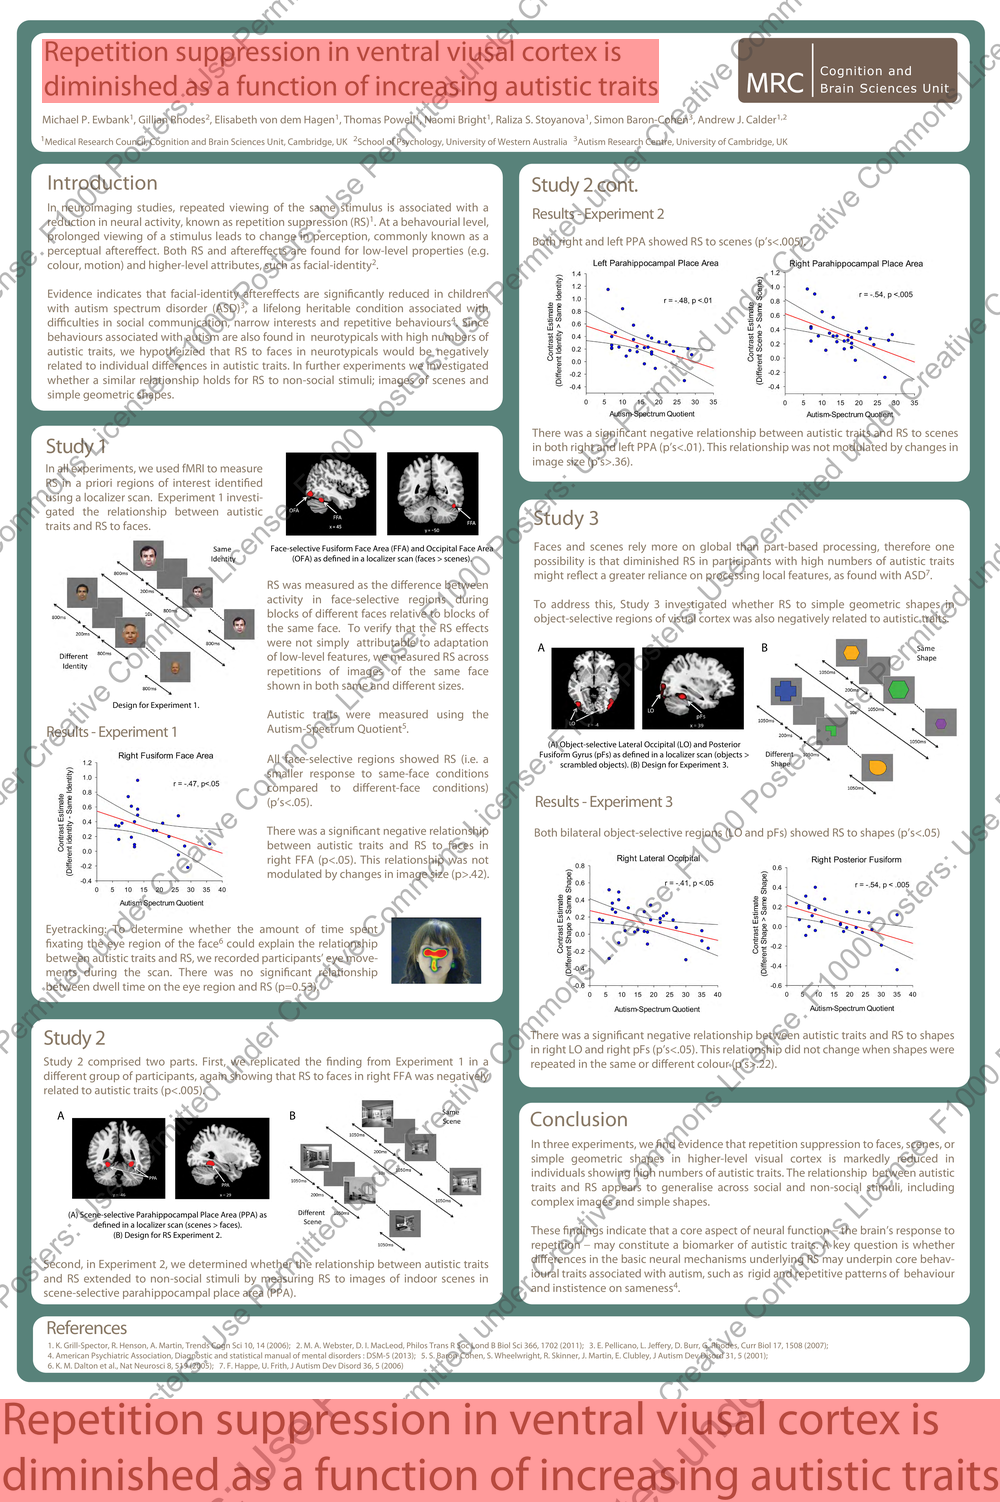 Repetition suppression in ventral viusal cortex is
diminished as a function of increasing autistic traits
MRC
Cognition and
Brain Sciences Unit
Michael P. Ewbank1, Gillian Rhodes2, Elisabeth von dem Hagen1, Thomas Powell1, Naomi Bright1, Raliza S. Stoyanova1, Simon Baron-Cohen3, Andrew J. Calder1,2
1Medical Research Council Cognition and Brain Sciences Unit, Cambridge, UK 2School of Psychology, University of Western Australia 3Autism Research Centre, University of Cambridge, UK
Introduction
In neuroimaging studies, repeated viewing of the same stimulus is associated with a
reduction in neural activity, known as repetition suppression (RS)1. At a behavourial level,
prolonged viewing of a stimulus leads to change in perception, commonly known as a
perceptual aftereffect. Both RS and aftereffects are found for low-level properties (e.g.
colour, motion) and higher-level attributes, such as facial-identity2.
Evidence indicates that facial-identity aftereffects are significantly reduced in children
with autism spectrum disorder (ASD)3, a lifelong heritable condition associated with
difficulties in social communication, narrow interests and repetitive behaviours4. Since
behaviours associated with autism are also found in neurotypicals with high numbers of
autistic traits, we hypotheizied that RS to faces in neurotypicals would be negatively
related to individual differences in autistic traits. In further experiments we investigated
whether a similar relationship holds for RS to non-social stimuli; images of scenes and
simple geometric shapes.
Study 1
In all experiments, we used fMRI to measure
RS in a priori regions of interest identified
using a localizer scan. Experiment 1 investi-
gated the relationship between autistic
traits and RS to faces.
OFA
FFA
x = 45
FFA
y = -50
Face-selective Fusiform Face Area (FFA) and Occipital Face Area
(OFA) as defined in a localizer scan (faces > scenes).
Same
Identity
800ms
200ms
10s
800ms
800ms
200ms
800ms
Different
Identity
800ms
Design for Experiment 1.
RS was measured as the difference between
activity in face-selective regions during
blocks of different faces relative to blocks of
the same face. To verify that the RS effects
were not simply attributable to adaptation
of low-level features, we measured RS across
repetitions of images of the same face
shown in both same and different sizes.
Autistic traits were measured using the
Autism-Spectrum Quotient5.
All face-selective regions showed RS (i.e. a
smaller response to same-face conditions
compared to different-face conditions)
(p's<.05).
There was a significant negative relationship
between autistic traits and RS to faces in
right FFA (p<.05). This relationship was not
modulated by changes in image size (p>.42).
Results - Experiment 1
Right Fusiform Face Area
r = -.47, p<.05
Contrast Estimate
(Different identity - Same Identity)
1.2
1.0
0.8
0.6
0.4
0.2
0.0
-0.2
-0.4
0 5 10 15 20 25 30 35 40
Autism Spectrum Quotient
Eyetracking: To determine whether the amount of time spent
fixating the eye region of the face6 could explain the relationship
between autistic traits and RS, we recorded participants' eye move-
ments during the scan. There was no significant relationship
between dwell time on the eye region and RS (p=0.53).
Study 2
Study 2 comprised two parts. First, we replicated the finding from Experiment 1 in a
different group of participants, again showing that RS to faces in right FFA was negatively
related to autistic traits (p<.005).
A
PPA
y = -46
PPA
x = 29
(A) Scene-selective Parahippocampal Place Area (PPA) as
defined in a localizer scan (scenes > faces).
(B) Design for RS Experiment 2.
B
Same
Scene
1050ms
200ms
10s
1050ms
1050ms
1050ms
200ms
1050ms
Different
Scene
1050ms
Second, in Experiment 2, we determined whether the relationship between autistic traits
and RS extended to non-social stimuli by measuring RS to images of indoor scenes in
scene-selective parahippocampal place area (PPA).
Study 2 cont.
Results - Experiment 2
Both right and left PPA showed RS to scenes (p's<.005).
Left Parahippocampal Place Area
r = -.48, p <.01
Contrast Estimate
(Different Identity > Same Identity)
1.4
1.2
1.0
0.8
0.6
0.4
0.2
0.0
-0.2
-0.4
0 5 10 15 20 25 30 35
Autism-Spectrum Quotient
Right Parahippocampal Place Area
r = -.54, p <.005
Contrast Estimate
(Different Scene > Same Scene)
1.2
1.0
0.8
0.6
0.4
0.2
0.0
-0.2
-0.4
0 5 10 15 20 25 30 35
Autism-Spectrum Quotient
There was a significant negative relationship between autistic traits and RS to scenes
in both right and left PPA (p's<.01). This relationship was not modulated by changes in
image size (p's>.36).
Study 3
Faces and scenes rely more on global than part-based processing, therefore one
possibility is that diminished RS in participants with high numbers of autistic traits
might reflect a greater reliance on processing local features, as found with ASD7.
To address this, Study 3 investigated whether RS to simple geometric shapes in
object-selective regions of visual cortex was also negatively related to autistic traits.
A
LO
LO
z = -4
pFs
x = 39
(A) Object-selective Lateral Occipital (LO) and Posterior
Fusiform Gyrus (pFs) as defined in a localizer scan (objects >
scrambled objects). (B) Design for Experiment 3.
B
Same
Shape
1050ms
200ms
10s
1050ms
1050ms
200ms
1050ms
1050ms
Different
Shape
1050ms
Results - Experiment 3
Both bilateral object-selective regions (LO and pFs) showed RS to shapes (p's<.05)
Right Lateral Occipital
r = -.41, p <.05
Contrast Estimate
(Different Shape > Same Shape)
0.8
0.6
0.4
0.2
0.0
-0.2
-0.4
-0.6
0 5 10 15 20 25 30 35 40
Autism-Spectrum Quotient
Right Posterior Fusiform
r = -.54, p < .005
Contrast Estimate
(Different Shape > Same Shape)
0.6
0.4
0.2
0.0
-0.2
-0.4
-0.6
0 5 10 15 20 25 30 35 40
Autism-Spectrum Quotient
There was a significant negative relationship between autistic traits and RS to shapes
in right LO and right pFs (p's<.05). This relationship did not change when shapes were
repeated in the same or different colour (p's>.22).
Conclusion
In three experiments, we find evidence that repetition suppression to faces, scenes, or
simple geometric shapes in higher-level visual cortex is markedly reduced in
individuals showing high numbers of autistic traits. The relationship between autistic
traits and RS appears to generalise across social and non-social stimuli, including
complex images and simple shapes.
These findings indicate that a core aspect of neural function – the brain's response to
repetition – may constitute a biomarker of autistic traits. A key question is whether
differences in the basic neural mechanisms underlying RS may underpin core behav-
ioural traits associated with autism, such as rigid and repetitive patterns of behaviour
and instistence on sameness4.
References
1. K. Grill-Spector, R. Henson, A. Martin, Trends Cogn Sci 10, 14 (2006); 2. M. A. Webster, D. I. MacLeod, Philos Trans R Soc Lond B Biol Sci 366, 1702 (2011); 3. E. Pellicano, L. Jeffery, D. Burr, G. Rhodes, Curr Biol 17, 1508 (2007);
4. American Psychiatric Association, Diagnostic and statistical manual of mental disorders : DSM-5 (2013); 5. S. Baron-Cohen, S. Wheelwright, R. Skinner, J. Martin, E. Clubley, J Autism Dev Disord 31, 5 (2001);
6. K. M. Dalton et al., Nat Neurosci 8, 519 (2005); 7. F. Happe, U. Frith, J Autism Dev Disord 36, 5 (2006)
Repetition suppression in ventral viusal cortex is
diminished as a function of increasing autistic traits
F1000 Posters: Use Permitted under Creative Commons License.